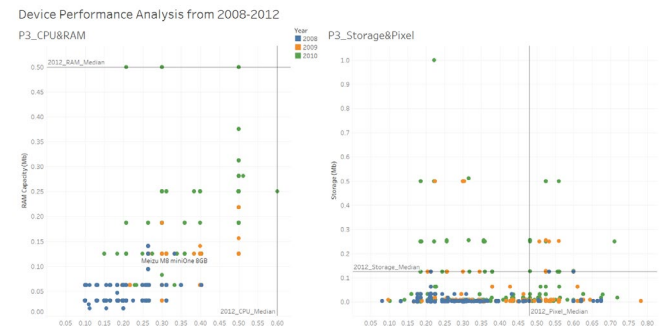 Device Performance Analysis from 2008-2012
P3_CPU&RAM
Year
2008
2009
2010
P3_Storage&Pixel
2012_RAM_Median
0.50
0.45
0.40
0.35
0.30
0.25
0.20
0.15
0.10
0.05
0.00
RAM Capacity (Mb)
Meizu M8 miniOne 8GB
2012_CPU_Median
0.05 0.10 0.15 0.20 0.25 0.30 0.35 0.40 0.45 0.50 0.55 0.60
1.0
0.9
0.8
0.7
0.6
0.5
0.4
0.3
0.2
0.1
0.0
Storage (Mb)
2012_Storage_Median
2012_Pixel_Median
0.05 0.10 0.15 0.20 0.25 0.30 0.35 0.40 0.45 0.50 0.55 0.60 0.65 0.70 0.75 0.80